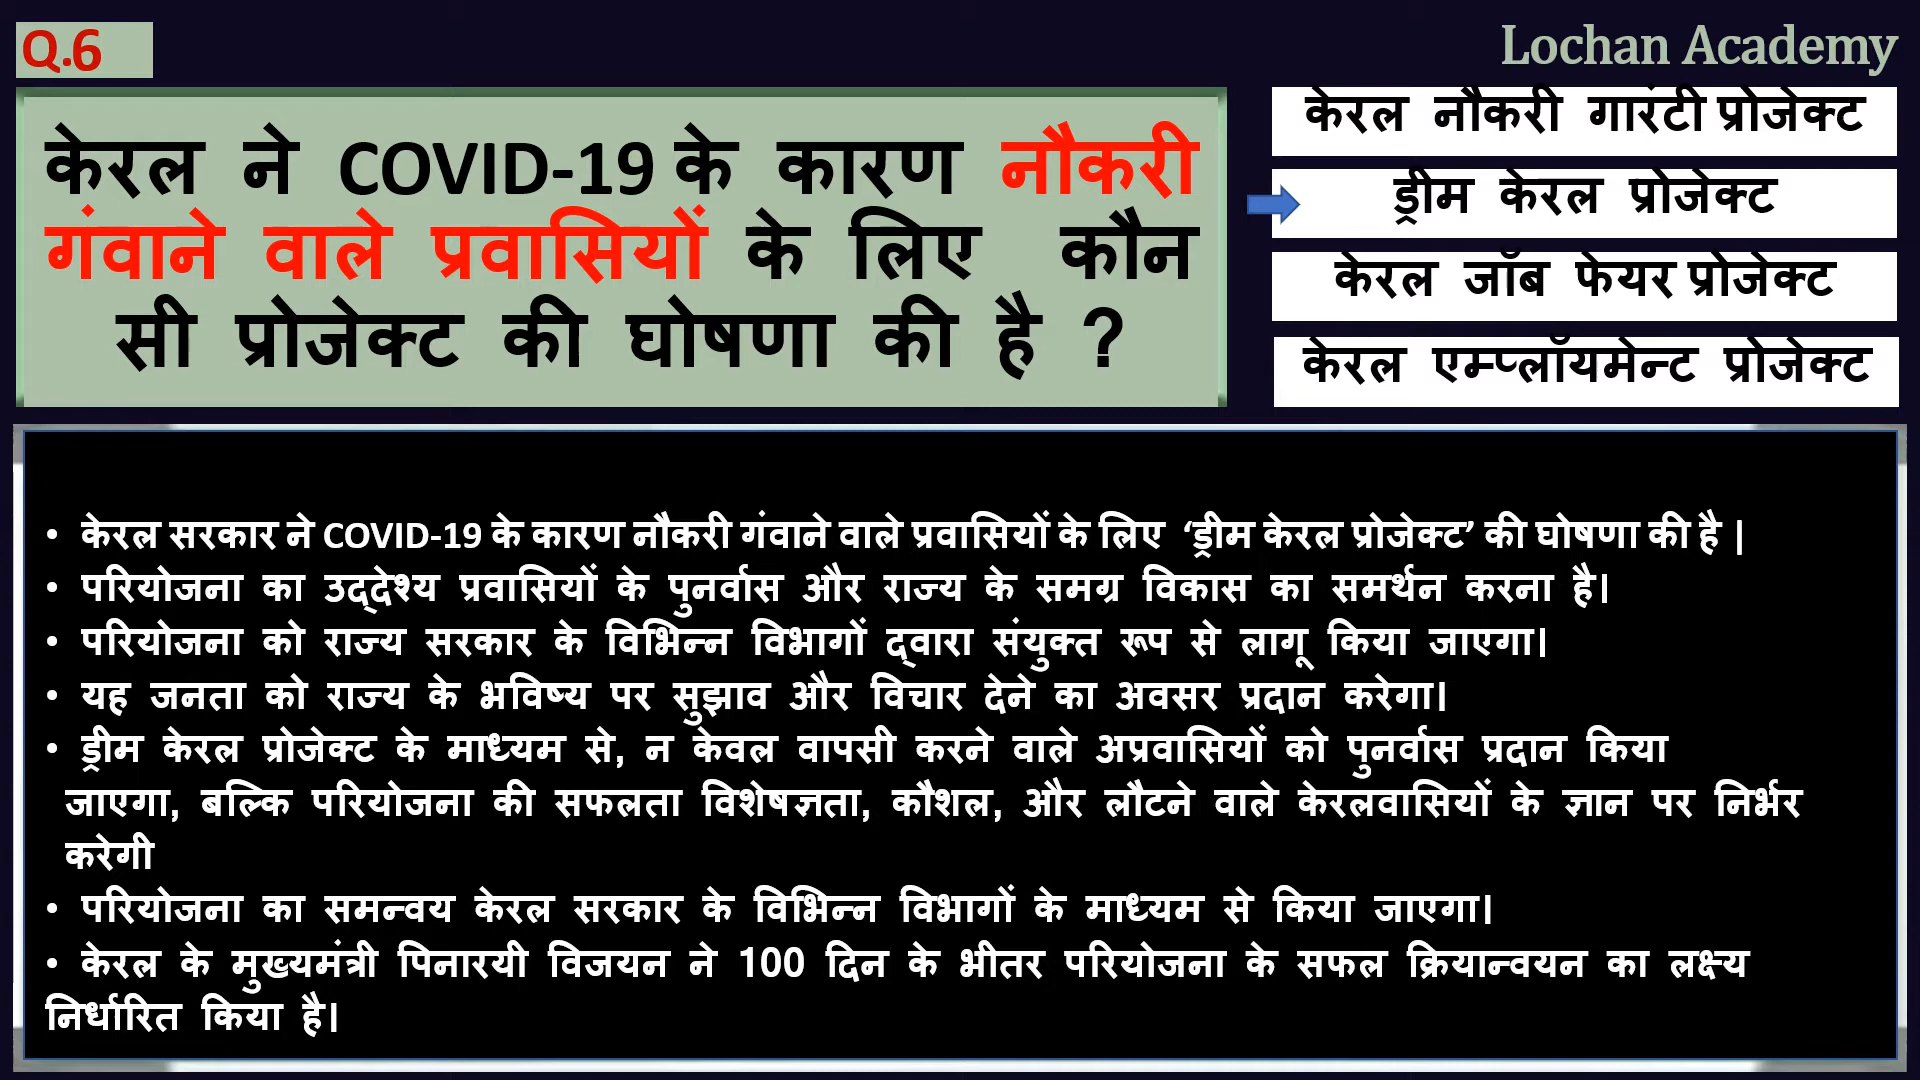 Q.6
Lochan Academy
केरल ने COVID-19 के कारण नौकरी
गंवाने वाले प्रवासियों के लिए कौन
सी प्रोजेक्ट की घोषणा की है ?
केरल नौकरी गारंटी प्रोजेक्ट
ड्रीम केरल प्रोजेक्ट
केरल जॉब फेयर प्रोजेक्ट
केरल एम्प्लॉयमेन्ट प्रोजेक्ट
• केरल सरकार ने COVID-19 के कारण नौकरी गंवाने वाले प्रवासियों के लिए ‘ड्रीम केरल प्रोजेक्ट’ की घोषणा की है |
• परियोजना का उद्देश्य प्रवासियों के पुनर्वास और राज्य के समग्र विकास का समर्थन करना है।
• परियोजना को राज्य सरकार के विभिन्न विभागों द्वारा संयुक्त रूप से लागू किया जाएगा।
• यह जनता को राज्य के भविष्य पर सुझाव और विचार देने का अवसर प्रदान करेगा।
• ड्रीम केरल प्रोजेक्ट के माध्यम से, न केवल वापसी करने वाले अप्रवासियों को पुनर्वास प्रदान किया
जाएगा, बल्कि परियोजना की सफलता विशेषज्ञता, कौशल, और लौटने वाले केरलवासियों के ज्ञान पर निर्भर
करेगी
• परियोजना का समन्वय केरल सरकार के विभिन्न विभागों के माध्यम से किया जाएगा।
• केरल के मुख्यमंत्री पिनारयी विजयन ने 100 दिन के भीतर परियोजना के सफल क्रियान्वयन का लक्ष्य
निर्धारित किया है।